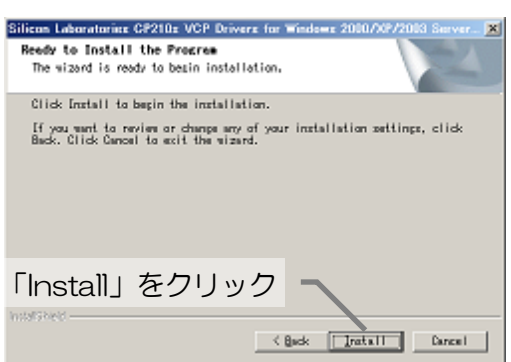 Silicon Laboratories CP210x VCP Drivers for Windows 2000/XP/2003 Server...
Ready to Install the Program
The wizard is ready to begin installation.
Click Install to begin the installation.
If you want to review or change any of your installation settings, click
Back. Click Cancel to exit the wizard.
「Install」をクリック
InstallShield
< Back
Install
Cancel